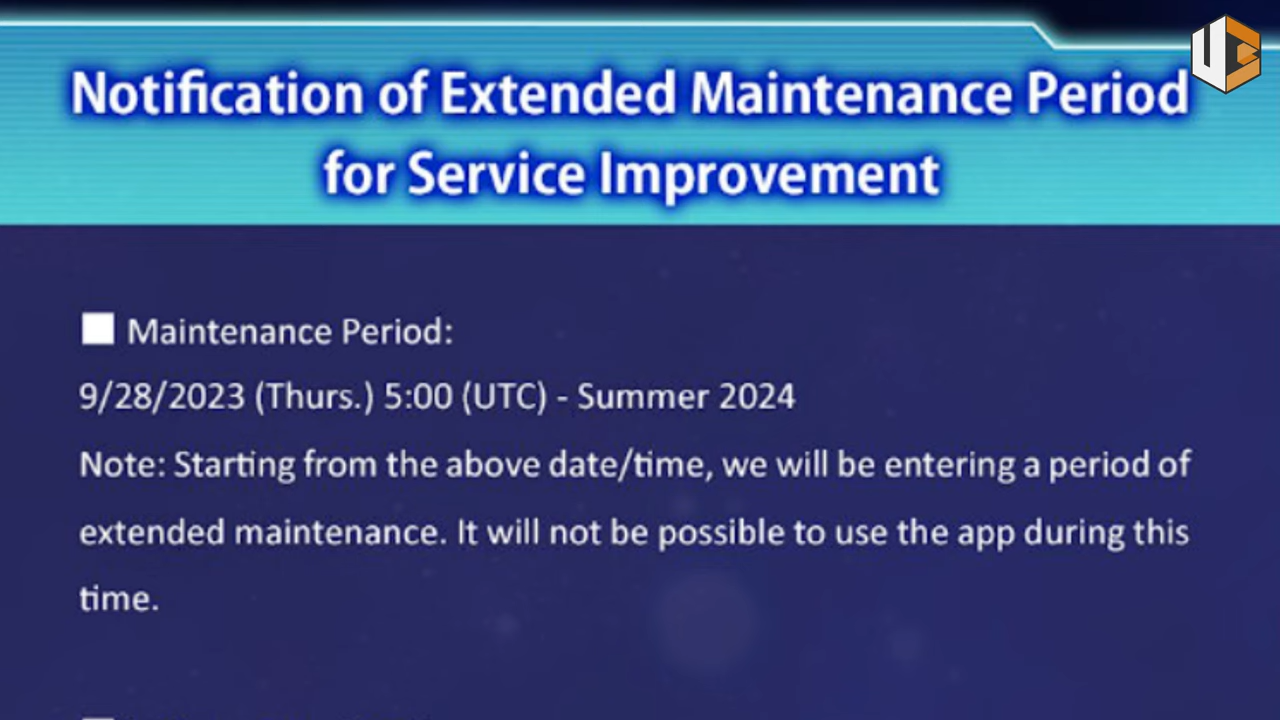 Notification of Extended Maintenance Period
for Service Improvement
■ Maintenance Period:
9/28/2023 (Thurs.) 5:00 (UTC) - Summer 2024
Note: Starting from the above date/time, we will be entering a period of
extended maintenance. It will not be possible to use the app during this
time.